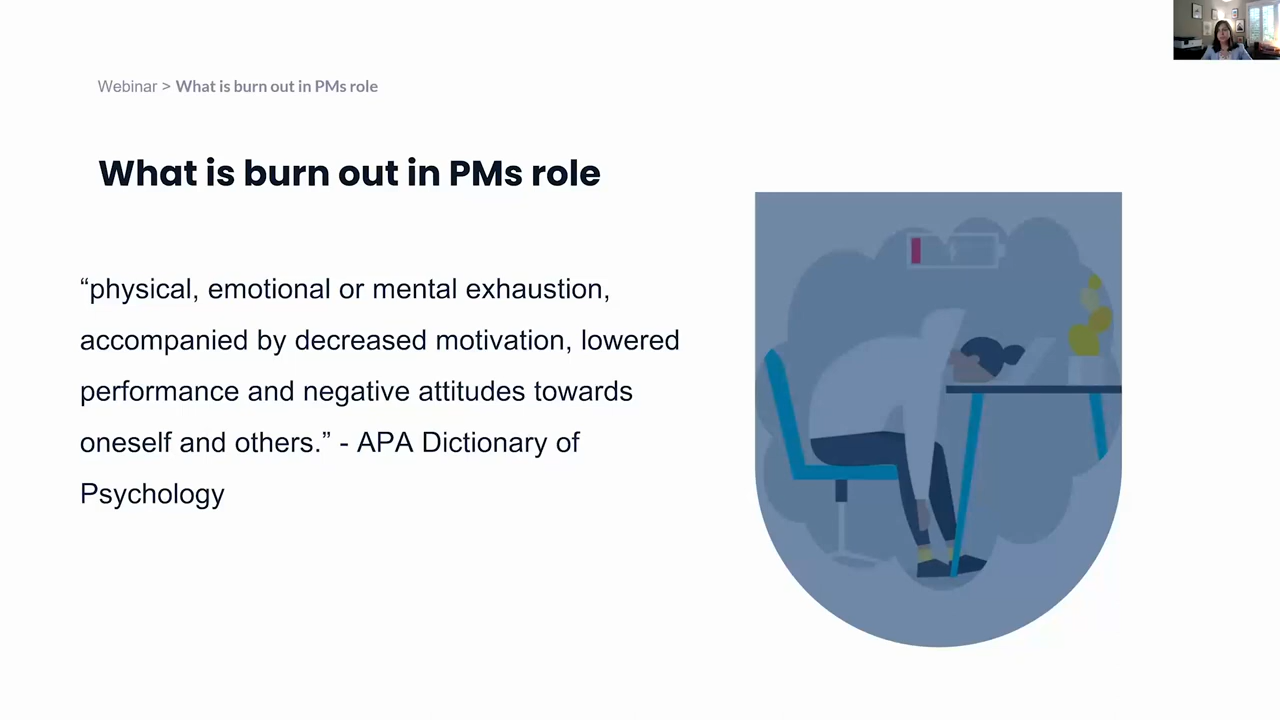 Webinar > What is burn out in PMs role
What is burn out in PMs role
“physical, emotional or mental exhaustion,
accompanied by decreased motivation, lowered
performance and negative attitudes towards
oneself and others.” - APA Dictionary of
Psychology